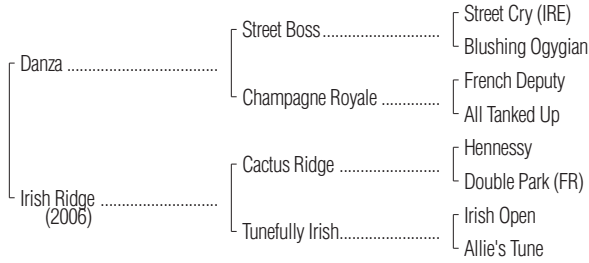 Street Cry (IRE)
Street Boss..............................
Blushing Ogygian
Danza ......................................
French Deputy
Champagne Royale ...............
All Tanked Up
Hennessy
Cactus Ridge .........................
Double Park (FR)
Irish Ridge ..............................
(2006)
Irish Open
Tunefully Irish.........................
Allie's Tune